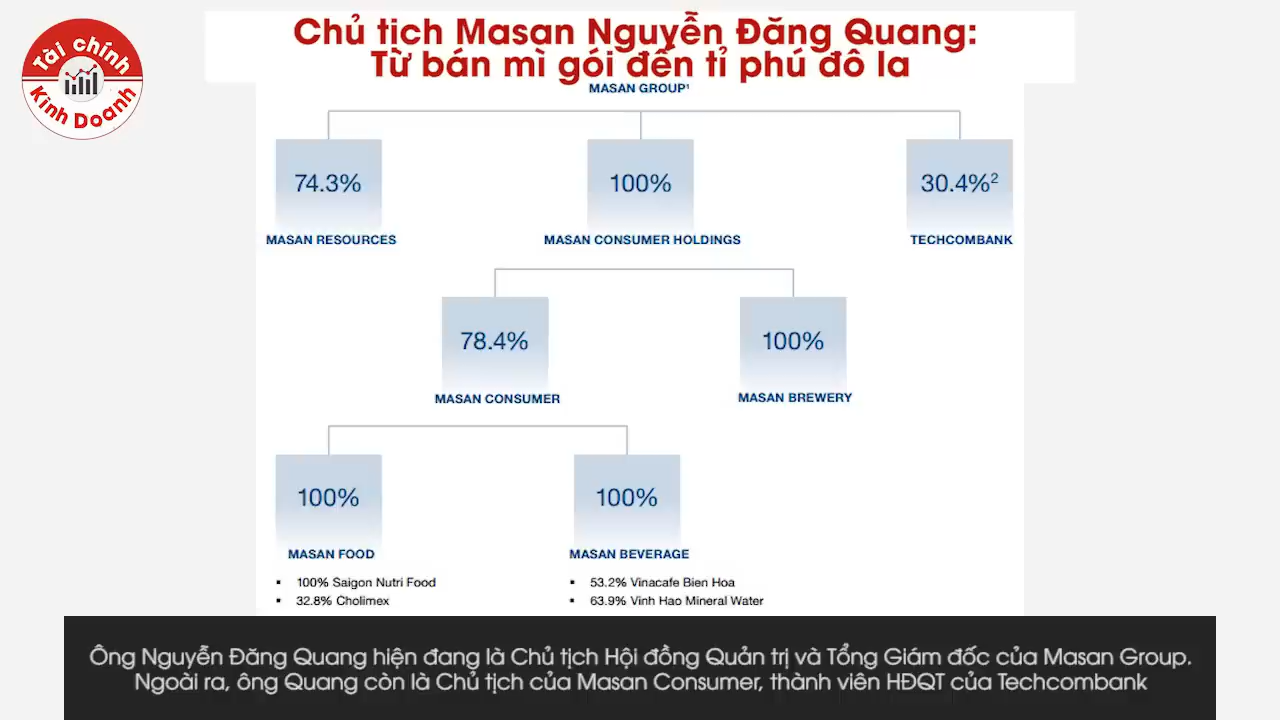 Tài chính
Kinh Doanh
Chủ tịch Masan Nguyễn Đăng Quang:
Từ bán mì gói đến tỉ phú đô la
MASAN GROUP¹
74.3%
100%
30.4%²
MASAN RESOURCES
MASAN CONSUMER HOLDINGS
TECHCOMBANK
78.4%
100%
MASAN CONSUMER
MASAN BREWERY
100%
100%
MASAN FOOD
MASAN BEVERAGE
▪ 100% Saigon Nutri Food
▪ 32.8% Cholimex
▪ 53.2% Vinacafe Bien Hoa
▪ 63.9% Vinh Hao Mineral Water
Ông Nguyễn Đăng Quang hiện đang là Chủ tịch Hội đồng Quản trị và Tổng Giám đốc của Masan Group.
Ngoài ra, ông Quang còn là Chủ tịch của Masan Consumer, thành viên HĐQT của Techcombank